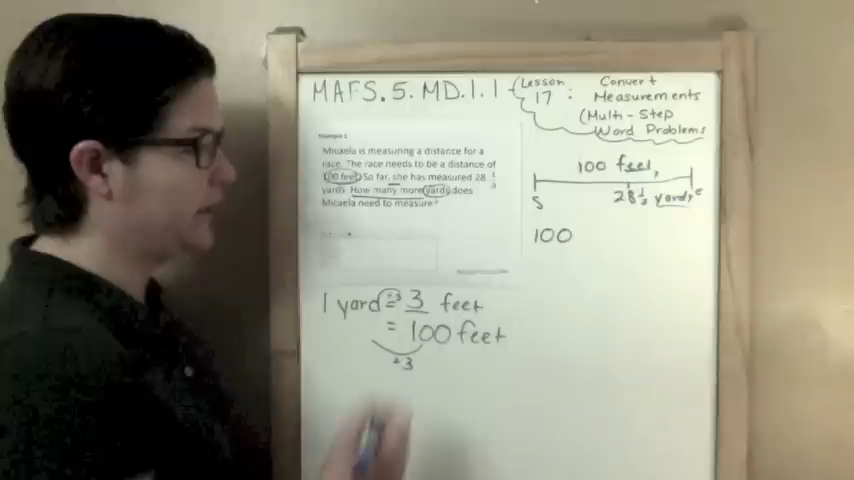 MAFS.5.MD.1.1
Lesson 17:
Convert
Measurements
(Multi-Step
Word Problems
Example 1
Micaela is measuring a distance for a
race. The race needs to be a distance of
100 feet. So far, she has measured 28 1/3
yards. How many more yards does
Micaela need to measure?
100 feet
S
28 1/3 yards
E
100
1 yard = 3 feet
÷3
= 100 feet
÷3